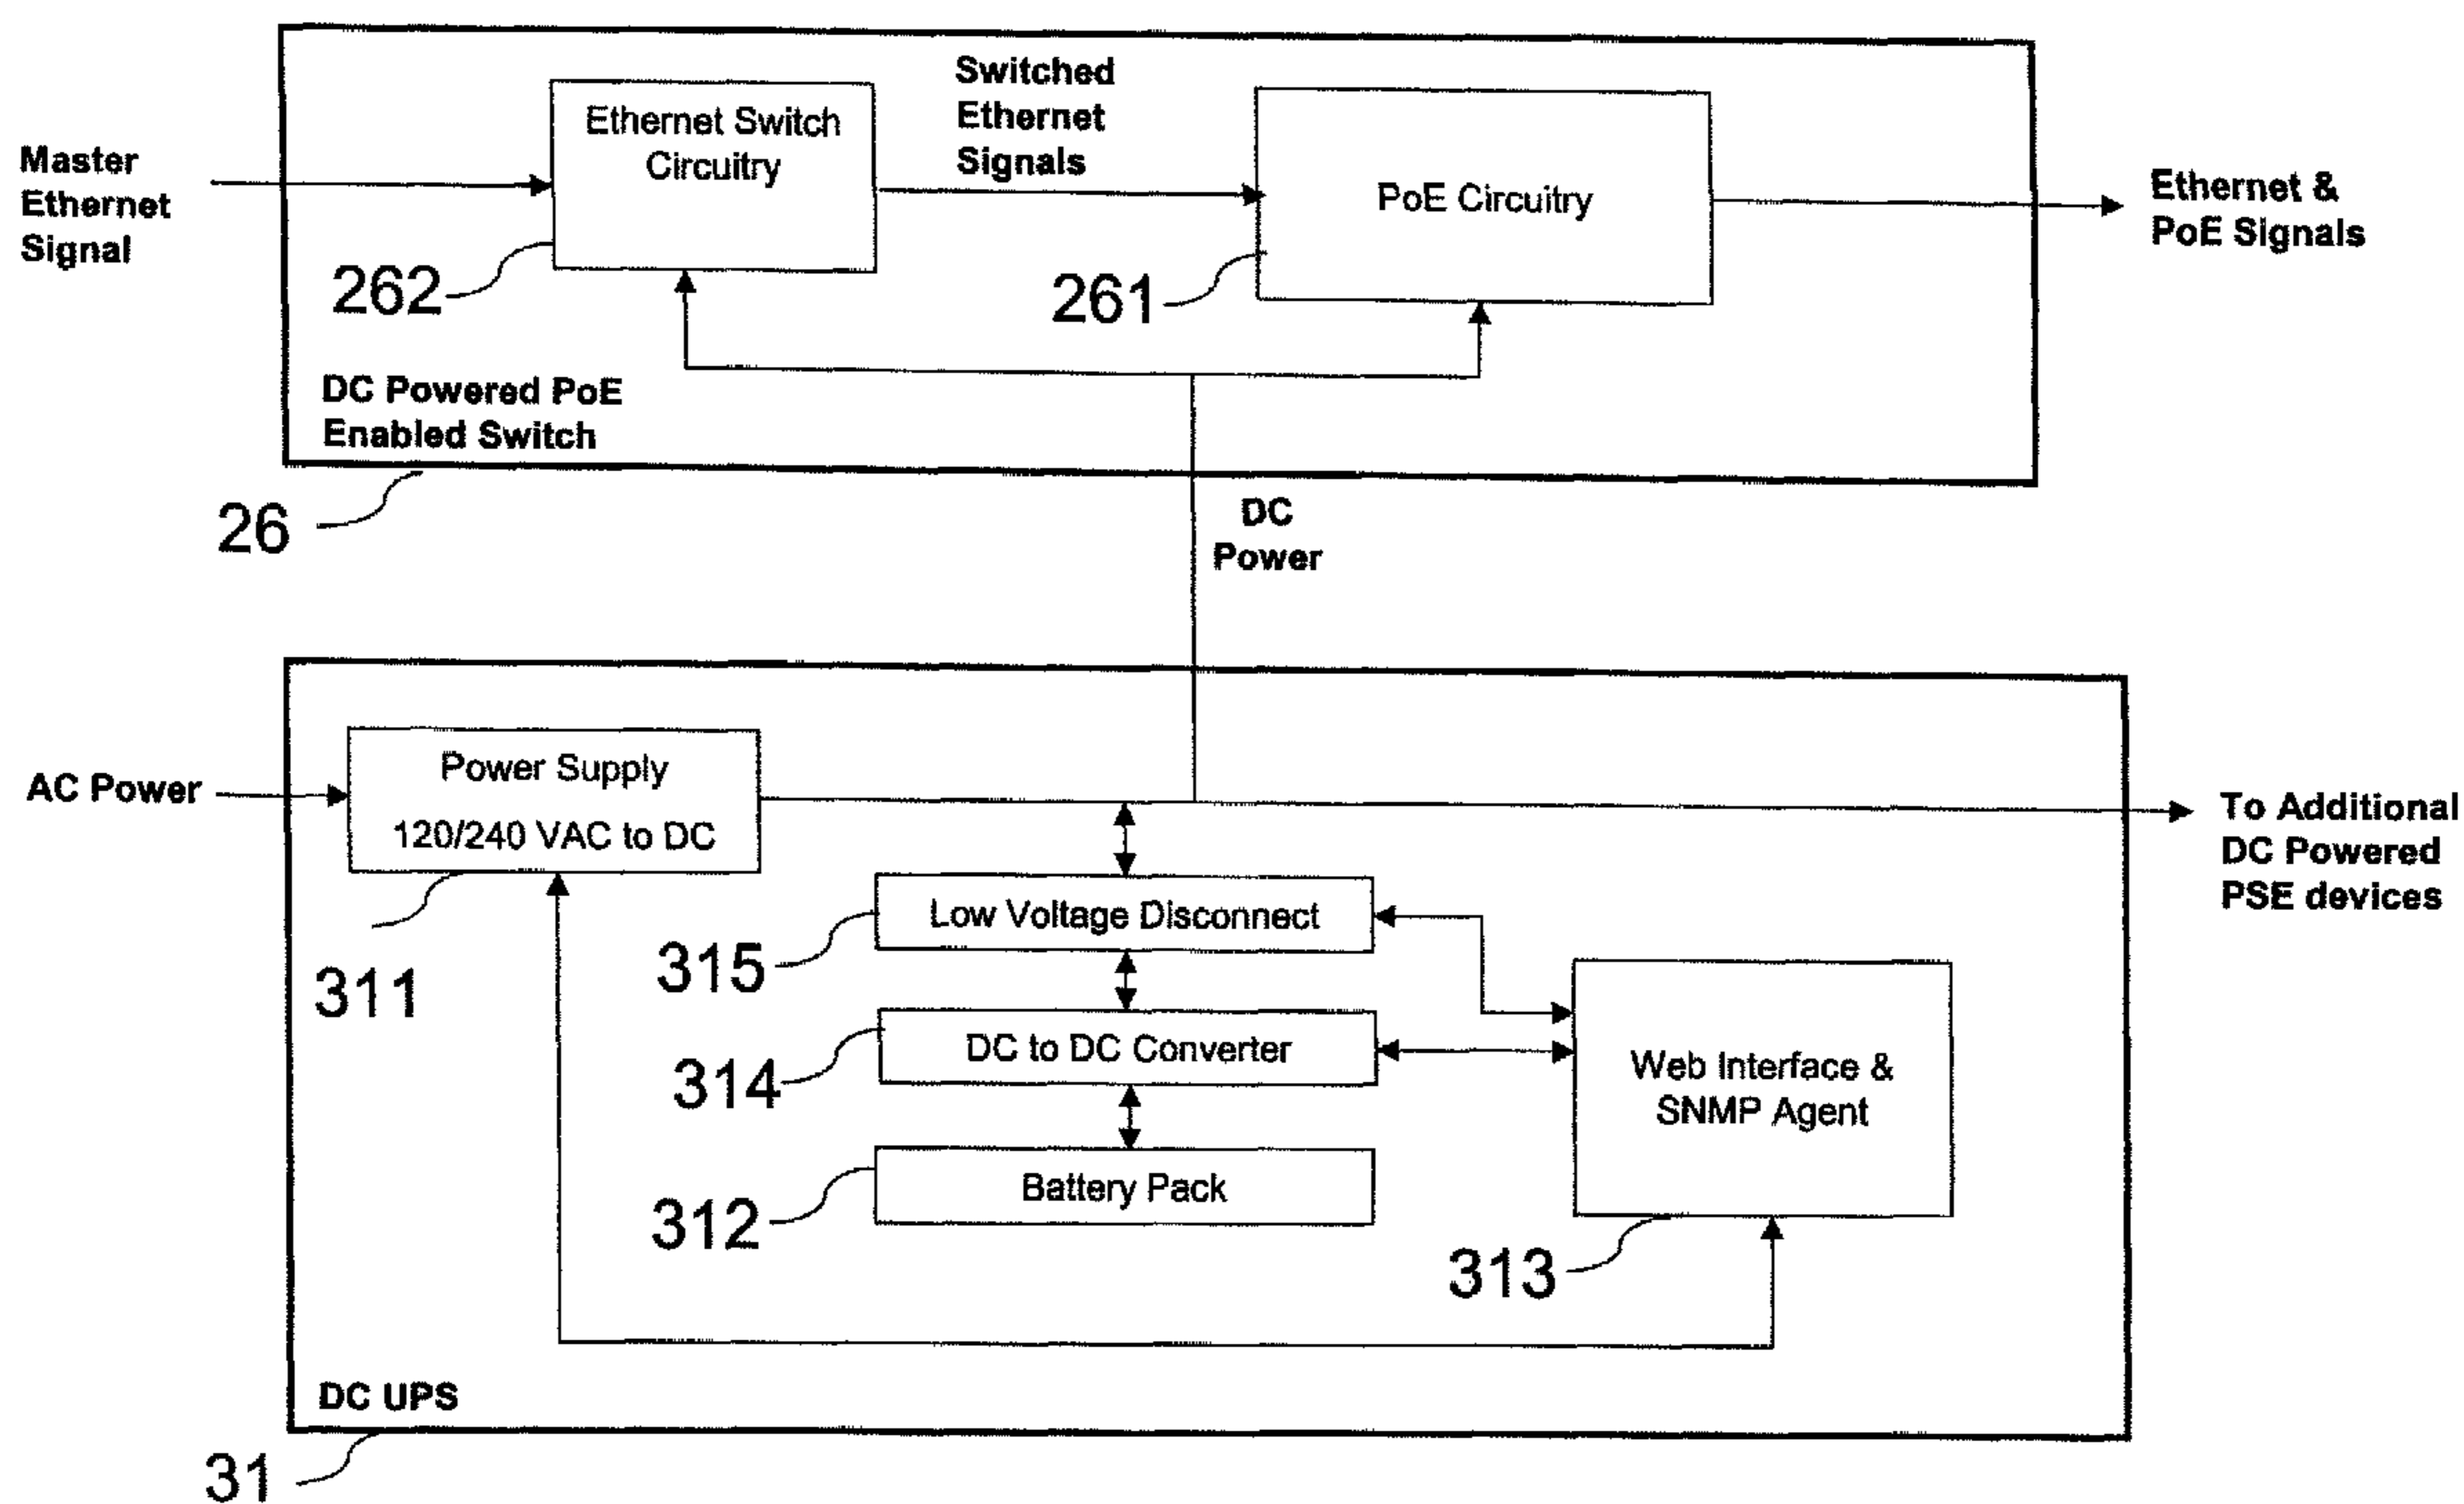 Master
Ethernet
Signal
Ethernet Switch
Circuitry
262
Switched
Ethernet
Signals
PoE Circuitry
261
Ethernet &
PoE Signals
DC Powered PoE
Enabled Switch
26
DC
Power
AC Power
Power Supply
120/240 VAC to DC
311
To Additional
DC Powered
PSE devices
Low Voltage Disconnect
315
DC to DC Converter
314
Battery Pack
312
Web Interface &
SNMP Agent
313
DC UPS
31